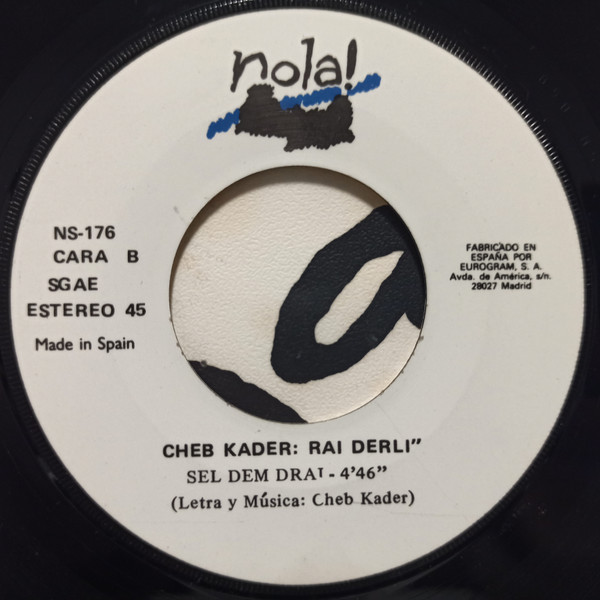 nola!
NS-176
CARA B
SGAE
ESTEREO 45
Made in Spain
FABRICADO EN
ESPAÑA POR
EUROGRAM, S. A.
Avda. de América, s/n.
28027 Madrid
CHEB KADER: RAI DERLI"
SEL DEM DRAI - 4'46"
(Letra y Música: Cheb Kader)